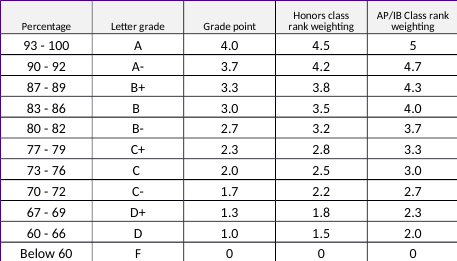 Percentage Letter grade Grade point Honors class rank weighting AP/IB Class rank weighting
93 - 100 A 4.0 4.5 5
90 - 92 A- 3.7 4.2 4.7
87 - 89 B+ 3.3 3.8 4.3
83 - 86 B 3.0 3.5 4.0
80 - 82 B- 2.7 3.2 3.7
77 - 79 C+ 2.3 2.8 3.3
73 - 76 C 2.0 2.5 3.0
70 - 72 C- 1.7 2.2 2.7
67 - 69 D+ 1.3 1.8 2.3
60 - 66 D 1.0 1.5 2.0
Below 60 F 0 0 0